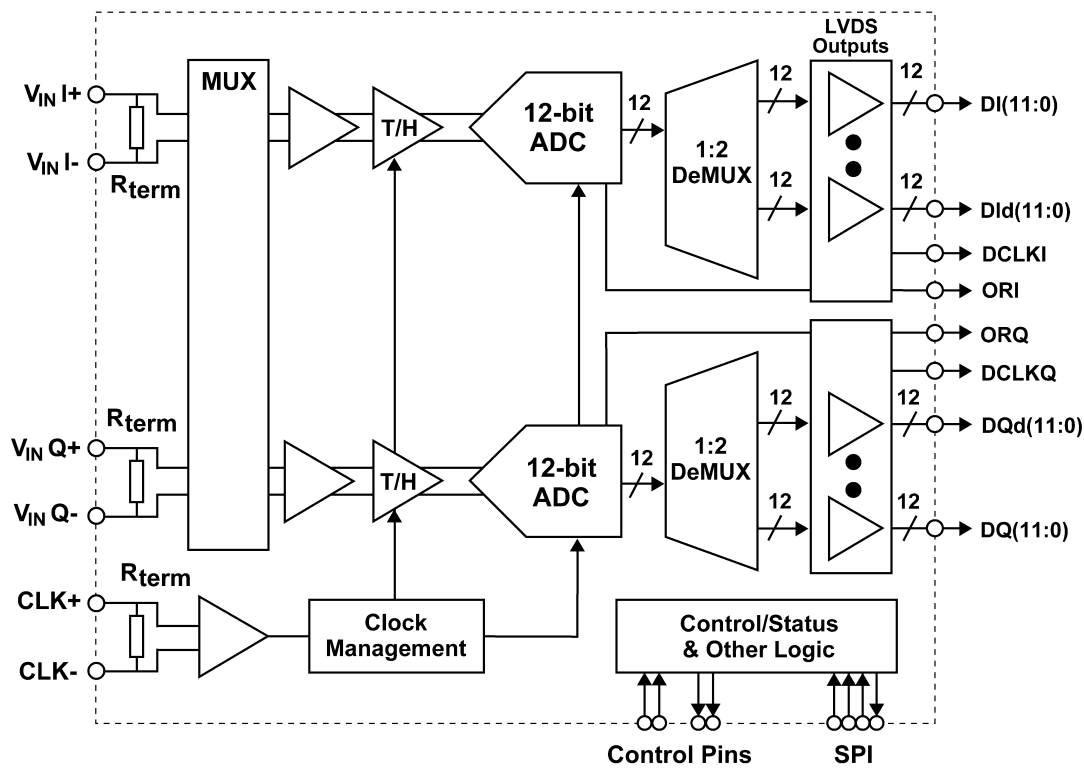 LVDS
Outputs
VIN I+
MUX
12-bit
ADC
12
12
12
DI(11:0)
T/H
1:2
DeMUX
VIN I-
Rterm
12
12
DId(11:0)
DCLKI
ORI
ORQ
DCLKQ
Rterm
12
12
DQd(11:0)
VIN Q+
12-bit
ADC
12
1:2
DeMUX
T/H
VIN Q-
12
12
DQ(11:0)
Rterm
CLK+
Clock
Management
Control/Status
& Other Logic
CLK-
Control Pins
SPI